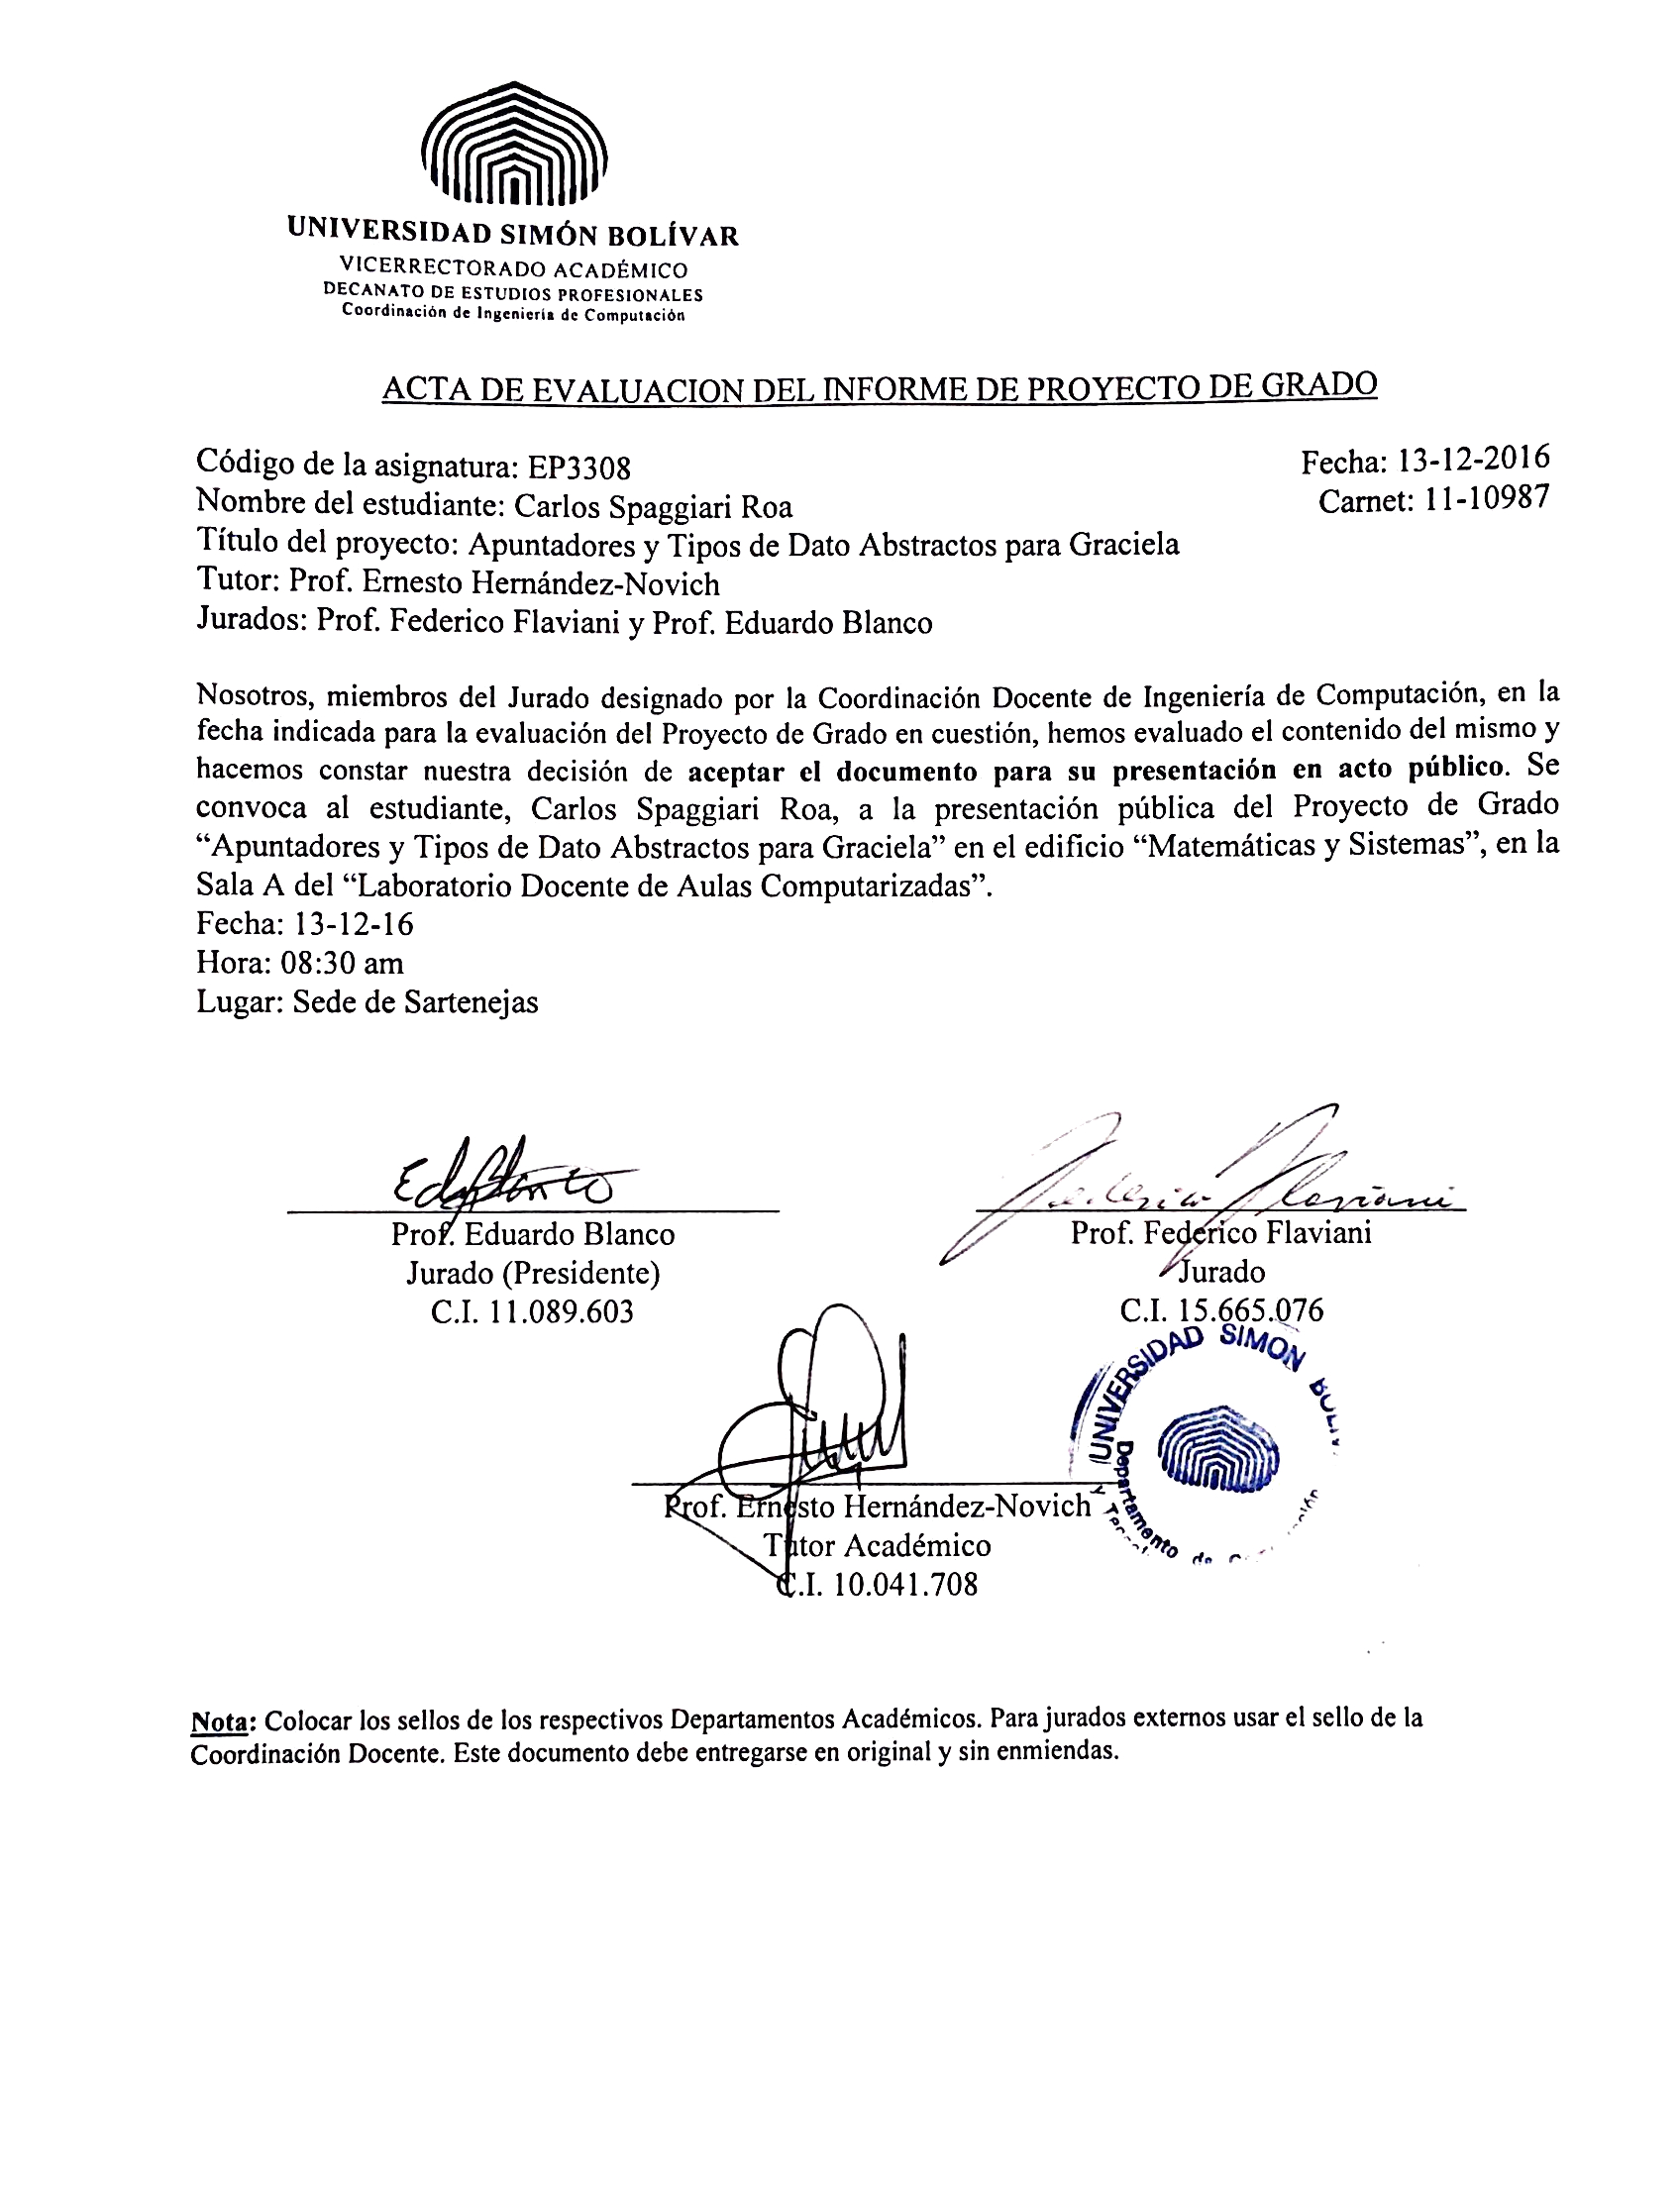 UNIVERSIDAD SIMÓN BOLÍVAR
VICERRECTORADO ACADÉMICO
DECANATO DE ESTUDIOS PROFESIONALES
Coordinación de Ingeniería de Computación
ACTA DE EVALUACION DEL INFORME DE PROYECTO DE GRADO
Código de la asignatura: EP3308 Fecha: 13-12-2016
Nombre del estudiante: Carlos Spaggiari Roa Carnet: 11-10987
Título del proyecto: Apuntadores y Tipos de Dato Abstractos para Graciela
Tutor: Prof. Ernesto Hernández-Novich
Jurados: Prof. Federico Flaviani y Prof. Eduardo Blanco
Nosotros, miembros del Jurado designado por la Coordinación Docente de Ingeniería de Computación, en la
fecha indicada para la evaluación del Proyecto de Grado en cuestión, hemos evaluado el contenido del mismo y
hacemos constar nuestra decisión de aceptar el documento para su presentación en acto público. Se
convoca al estudiante, Carlos Spaggiari Roa, a la presentación pública del Proyecto de Grado
“Apuntadores y Tipos de Dato Abstractos para Graciela” en el edificio “Matemáticas y Sistemas”, en la
Sala A del “Laboratorio Docente de Aulas Computarizadas”.
Fecha: 13-12-16
Hora: 08:30 am
Lugar: Sede de Sartenejas
Federico Flaviani
Prof. Eduardo Blanco
Jurado (Presidente)
C.I. 11.089.603
Prof. Federico Flaviani
Jurado
C.I. 15.665.076
UNIVERSIDAD SIMON
Departamento de
Prof. Ernesto Hernández-Novich
Tutor Académico
C.I. 10.041.708
Nota: Colocar los sellos de los respectivos Departamentos Académicos. Para jurados externos usar el sello de la
Coordinación Docente. Este documento debe entregarse en original y sin enmiendas.